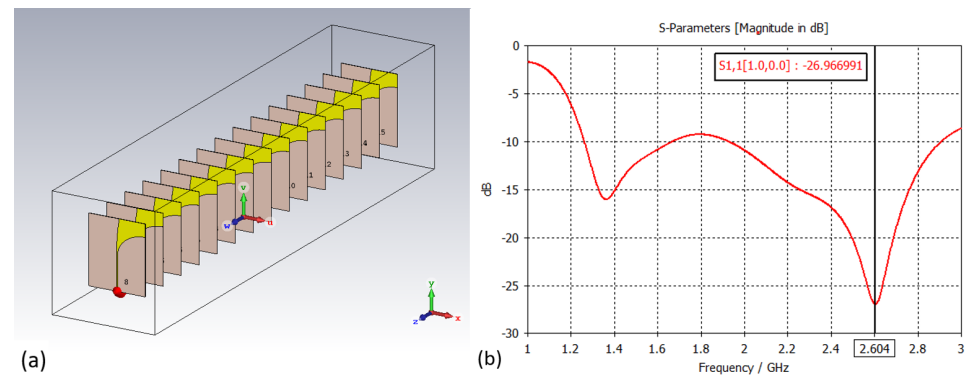 5
4
.3
.2
.1
.0
8
v
w
u
y
z
x
(a)
S-Parameters [Magnitude in dB]
S1,1[1.0,0.0] : -26.966991
0
-5
-10
-15
-20
-25
-30
dB
1 1.2 1.4 1.6 1.8 2 2.2 2.4 2.604 2.8 3
Frequency / GHz
(b)